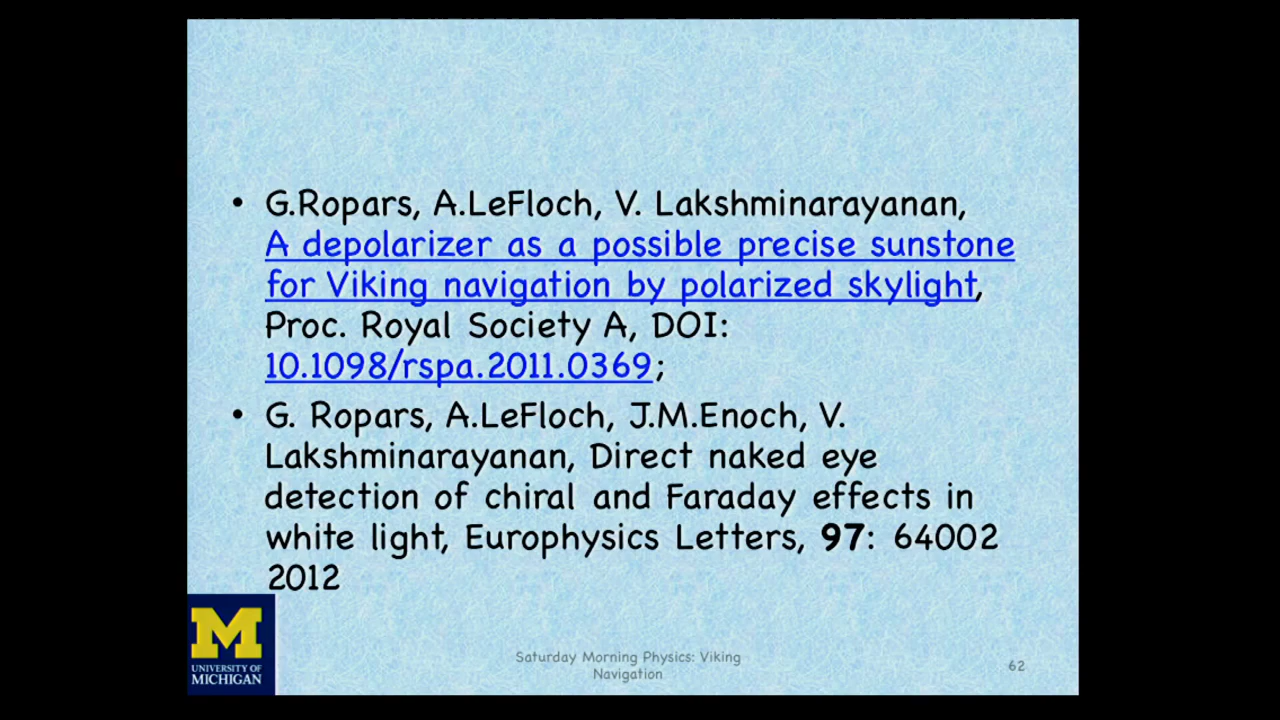 • G.Ropars, A.LeFloch, V. Lakshminarayanan,
A depolarizer as a possible precise sunstone
for Viking navigation by polarized skylight,
Proc. Royal Society A, DOI:
10.1098/rspa.2011.0369;
• G. Ropars, A.LeFloch, J.M.Enoch, V.
Lakshminarayanan, Direct naked eye
detection of chiral and Faraday effects in
white light, Europhysics Letters, 97: 64002
2012
M
UNIVERSITY OF
MICHIGAN
Saturday Morning Physics: Viking
Navigation
62